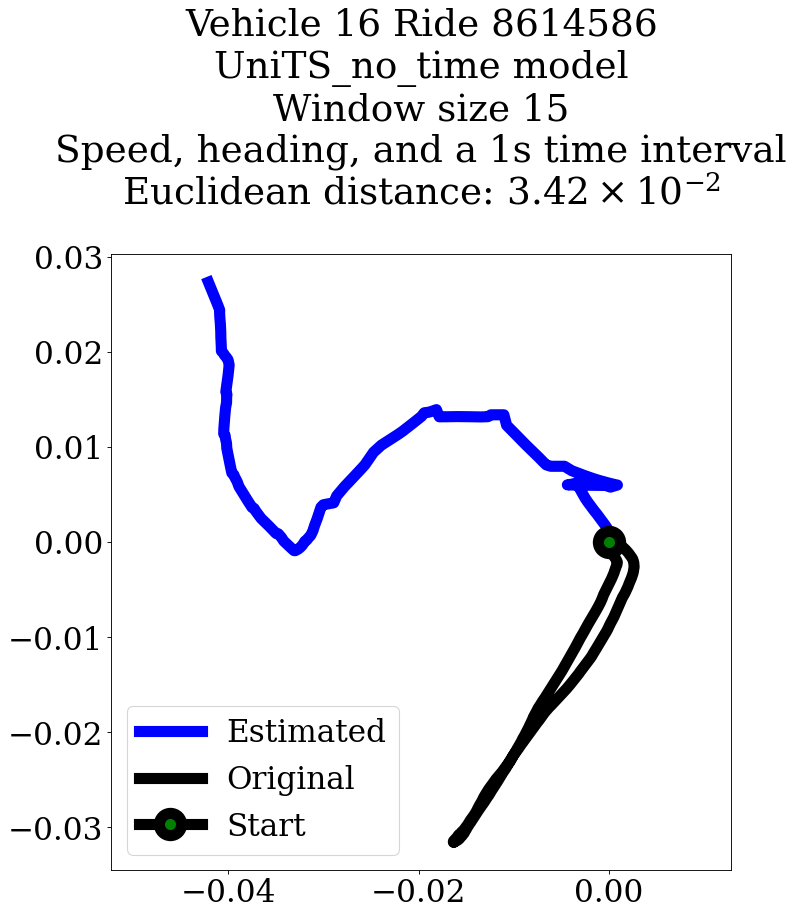 Vehicle 16 Ride 8614586
UniTS_no_time model
Window size 15
Speed, heading, and a 1s time interval
Euclidean distance: 3.42 × 10⁻²
0.03
0.02
0.01
0.00
−0.01
−0.02
−0.03
Estimated
Original
Start
−0.04
−0.02
0.00